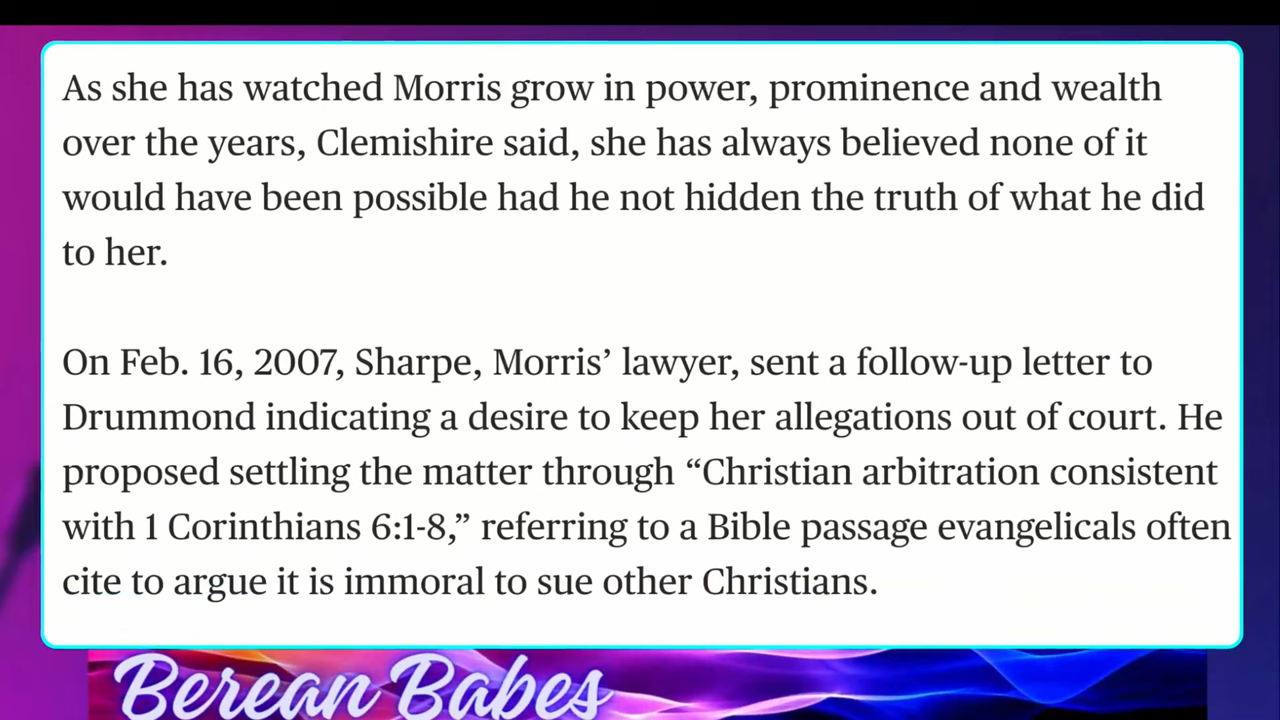 As she has watched Morris grow in power, prominence and wealth
over the years, Clemishire said, she has always believed none of it
would have been possible had he not hidden the truth of what he did
to her.
On Feb. 16, 2007, Sharpe, Morris’ lawyer, sent a follow-up letter to
Drummond indicating a desire to keep her allegations out of court. He
proposed settling the matter through “Christian arbitration consistent
with 1 Corinthians 6:1-8,” referring to a Bible passage evangelicals often
cite to argue it is immoral to sue other Christians.
Berean Babes